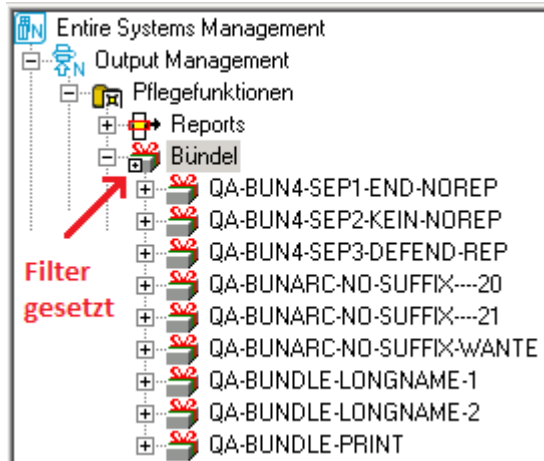 Entire Systems Management
Output Management
Pflegefunktionen
Reports
Bündel
QA-BUN4-SEP1-END-NOREP
QA-BUN4-SEP2-KEIN-NOREP
QA-BUN4-SEP3-DEFEND-REP
Filter
gesetzt
QA-BUNARC-NO-SUFFIX----20
QA-BUNARC-NO-SUFFIX----21
QA-BUNARC-NO-SUFFIX-WANTE
QA-BUNDLE-LONGNAME-1
QA-BUNDLE-LONGNAME-2
QA-BUNDLE-PRINT